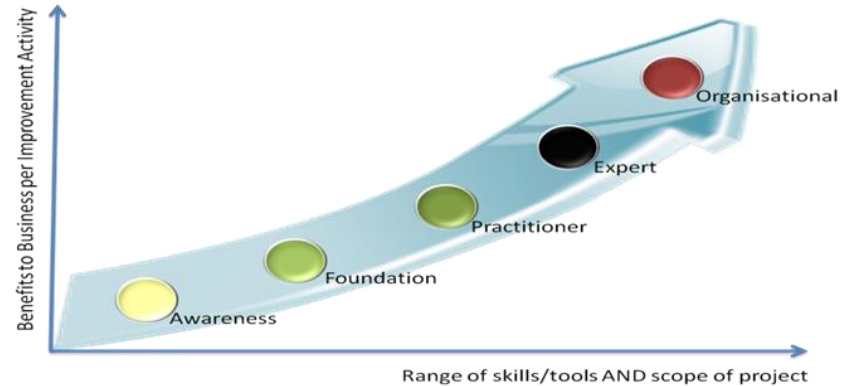 Benefits to Business per Improvement Activity
Organisational
Expert
Practitioner
Foundation
Awareness
Range of skills/tools AND scope of project